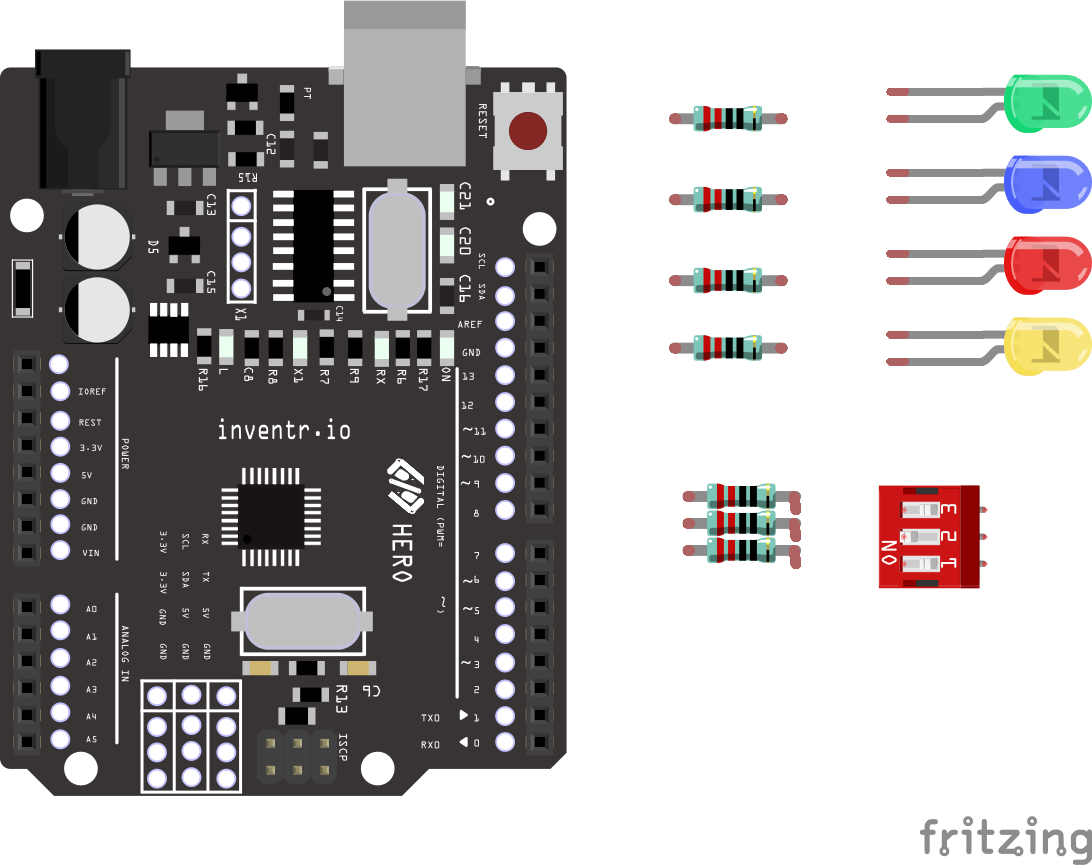 PT
RESET
C12
R15
C13
D5
C15
X1
C14
C21
C20
C16
SCL
SDA
AREF
GND
13
12
~11
~10
~9
8
7
~6
~5
4
~3
2
TX0 ▶ 1
RX0 ◀ 0
R16
L
C8
R8
X1
R7
R9
RX
R6
R17
ON
inventr.io
HERO
DIGITAL (PWM= ~)
IOREF
REST
3.3V
5V
GND
GND
VIN
POWER
A0
A1
A2
A3
A4
A5
ANALOG IN
3.3V SCL RX
3.3V SDA TX
GND 5V 5V
GND GND GND
R13
C9
ISCP
ON
1 2 3
fritzing